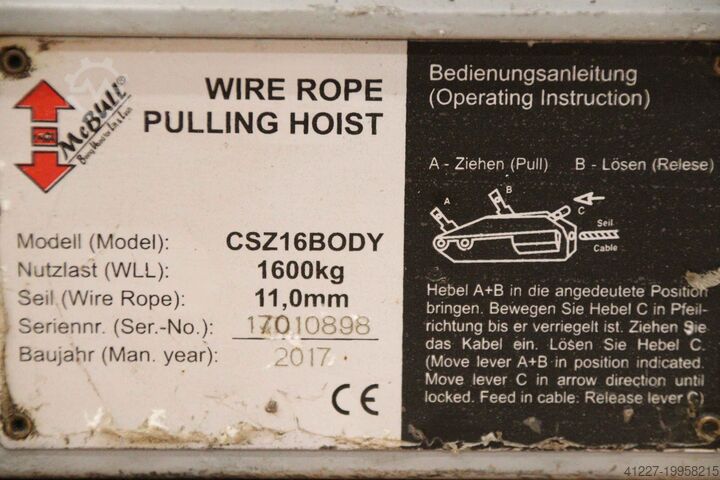 McBULL®
WIRE ROPE
PULLING HOIST
Modell (Model): CSZ16BODY
Nutzlast (WLL): 1600kg
Seil (Wire Rope): 11,0mm
Seriennr. (Ser.-No.): 17010898
Baujahr (Man. year): 2017
CE
Bedienungsanleitung
(Operating Instruction)
A - Ziehen (Pull) B - Lösen (Relese)
A
B
C
Seil
Cable
Hebel A+B in die angedeutete Position
bringen. Bewegen Sie Hebel C in Pfeil-
richtung bis er verriegelt ist. Ziehen Sie
das Kabel ein. Lösen Sie Hebel C.
(Move lever A+B in position indicated.
Move lever C in arrow direction until
locked. Feed in cable. Release lever C)
41227-19958215